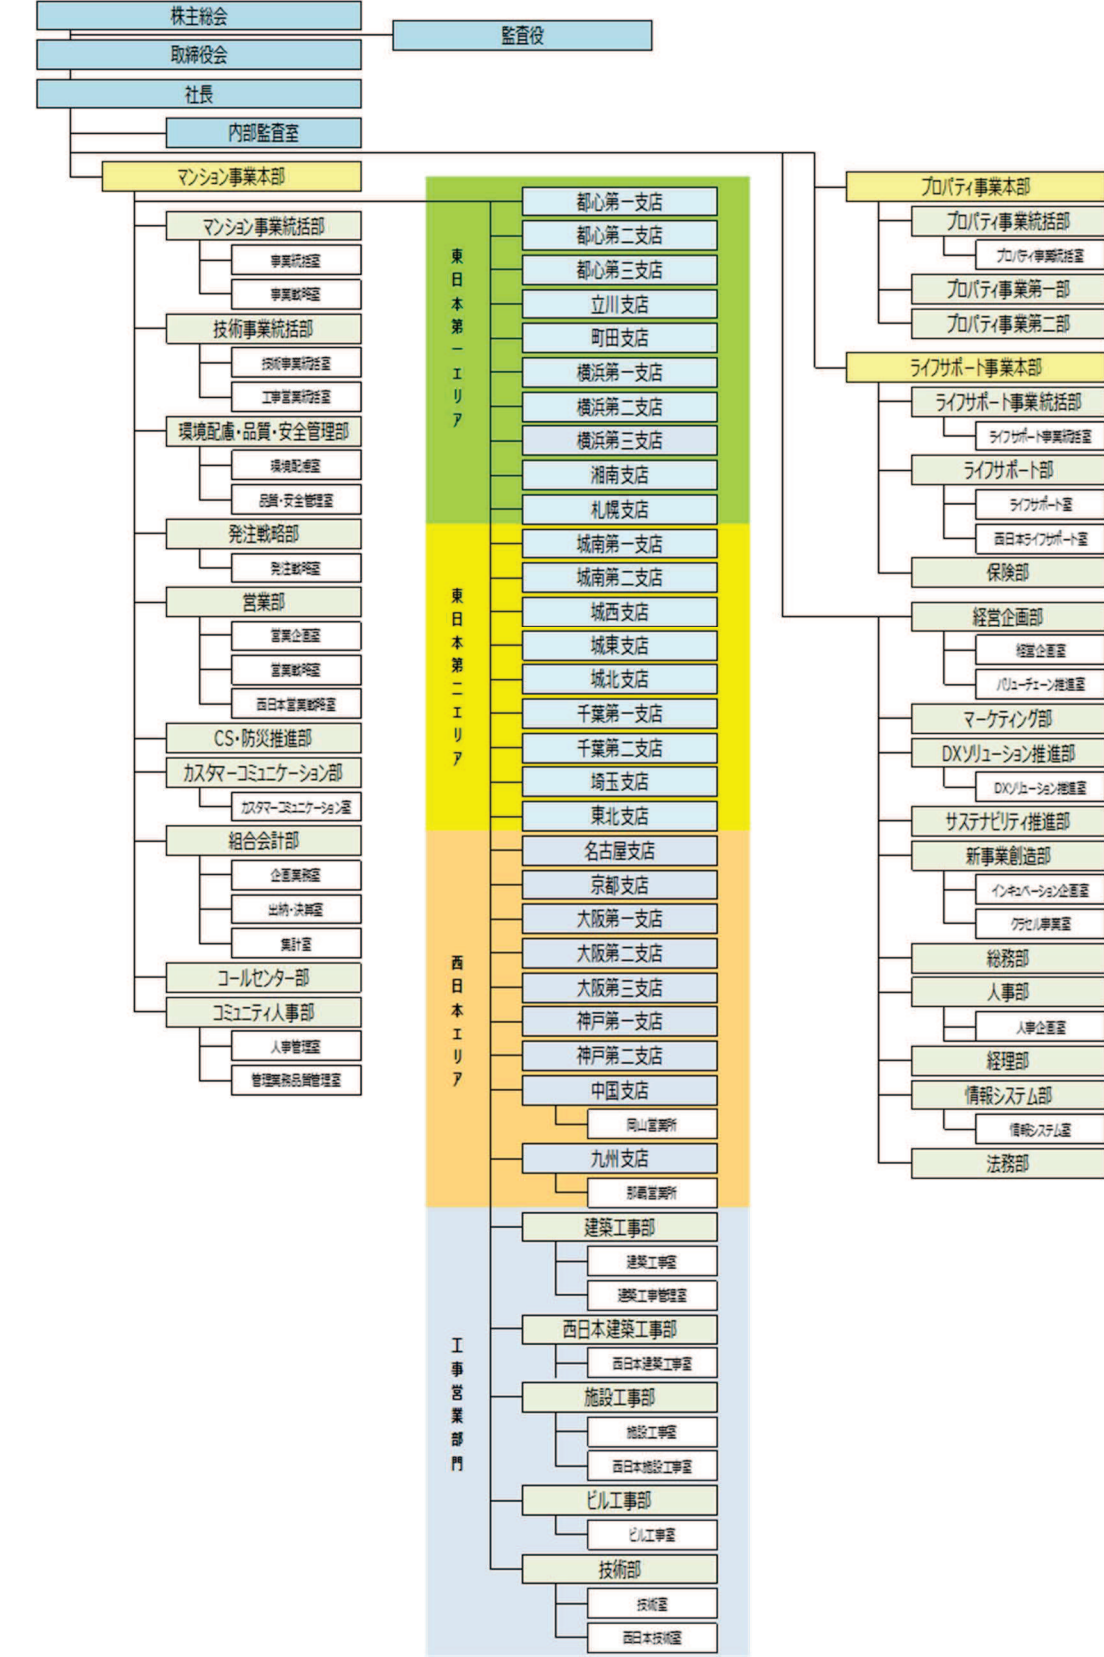 株主総会
監査役
取締役会
社長
内部監査室
マンション事業本部
マンション事業統括部
事業統括室
事業戦略室
技術事業統括部
技術事業統括室
工事営業統括室
環境配慮・品質・安全管理部
環境配慮室
品質・安全管理室
発注戦略部
発注戦略室
営業部
営業企画室
営業戦略室
西日本営業戦略室
CS・防災推進部
カスタマーコミュニケーション部
カスタマーコミュニケーション室
組合会計部
企画業務室
出納・決算室
集計室
コールセンター部
コミュニティ人事部
人事管理室
管理業務品質管理室
東日本第一エリア
都心第一支店
都心第二支店
都心第三支店
立川支店
町田支店
横浜第一支店
横浜第二支店
横浜第三支店
湘南支店
札幌支店
東日本第二エリア
城南第一支店
城南第二支店
城西支店
城東支店
城北支店
千葉第一支店
千葉第二支店
埼玉支店
東北支店
西日本エリア
名古屋支店
京都支店
大阪第一支店
大阪第二支店
大阪第三支店
神戸第一支店
神戸第二支店
中国支店
岡山営業所
九州支店
那覇営業所
工事営業部門
建築工事部
建築工事室
建築工事管理室
西日本建築工事部
西日本建築工事室
施設工事部
施設工事室
西日本施設工事室
ビル工事部
ビル工事室
技術部
技術室
西日本技術室
プロパティ事業本部
プロパティ事業統括部
プロパティ事業統括室
プロパティ事業第一部
プロパティ事業第二部
ライフサポート事業本部
ライフサポート事業統括部
ライフサポート事業統括室
ライフサポート部
ライフサポート室
西日本ライフサポート室
保険部
経営企画部
経営企画室
バリューチェーン推進室
マーケティング部
DXソリューション推進部
DXソリューション推進室
サステナビリティ推進部
新事業創造部
インキュベーション企画室
クラセル事業室
総務部
人事部
人事企画室
経理部
情報システム部
情報システム室
法務部